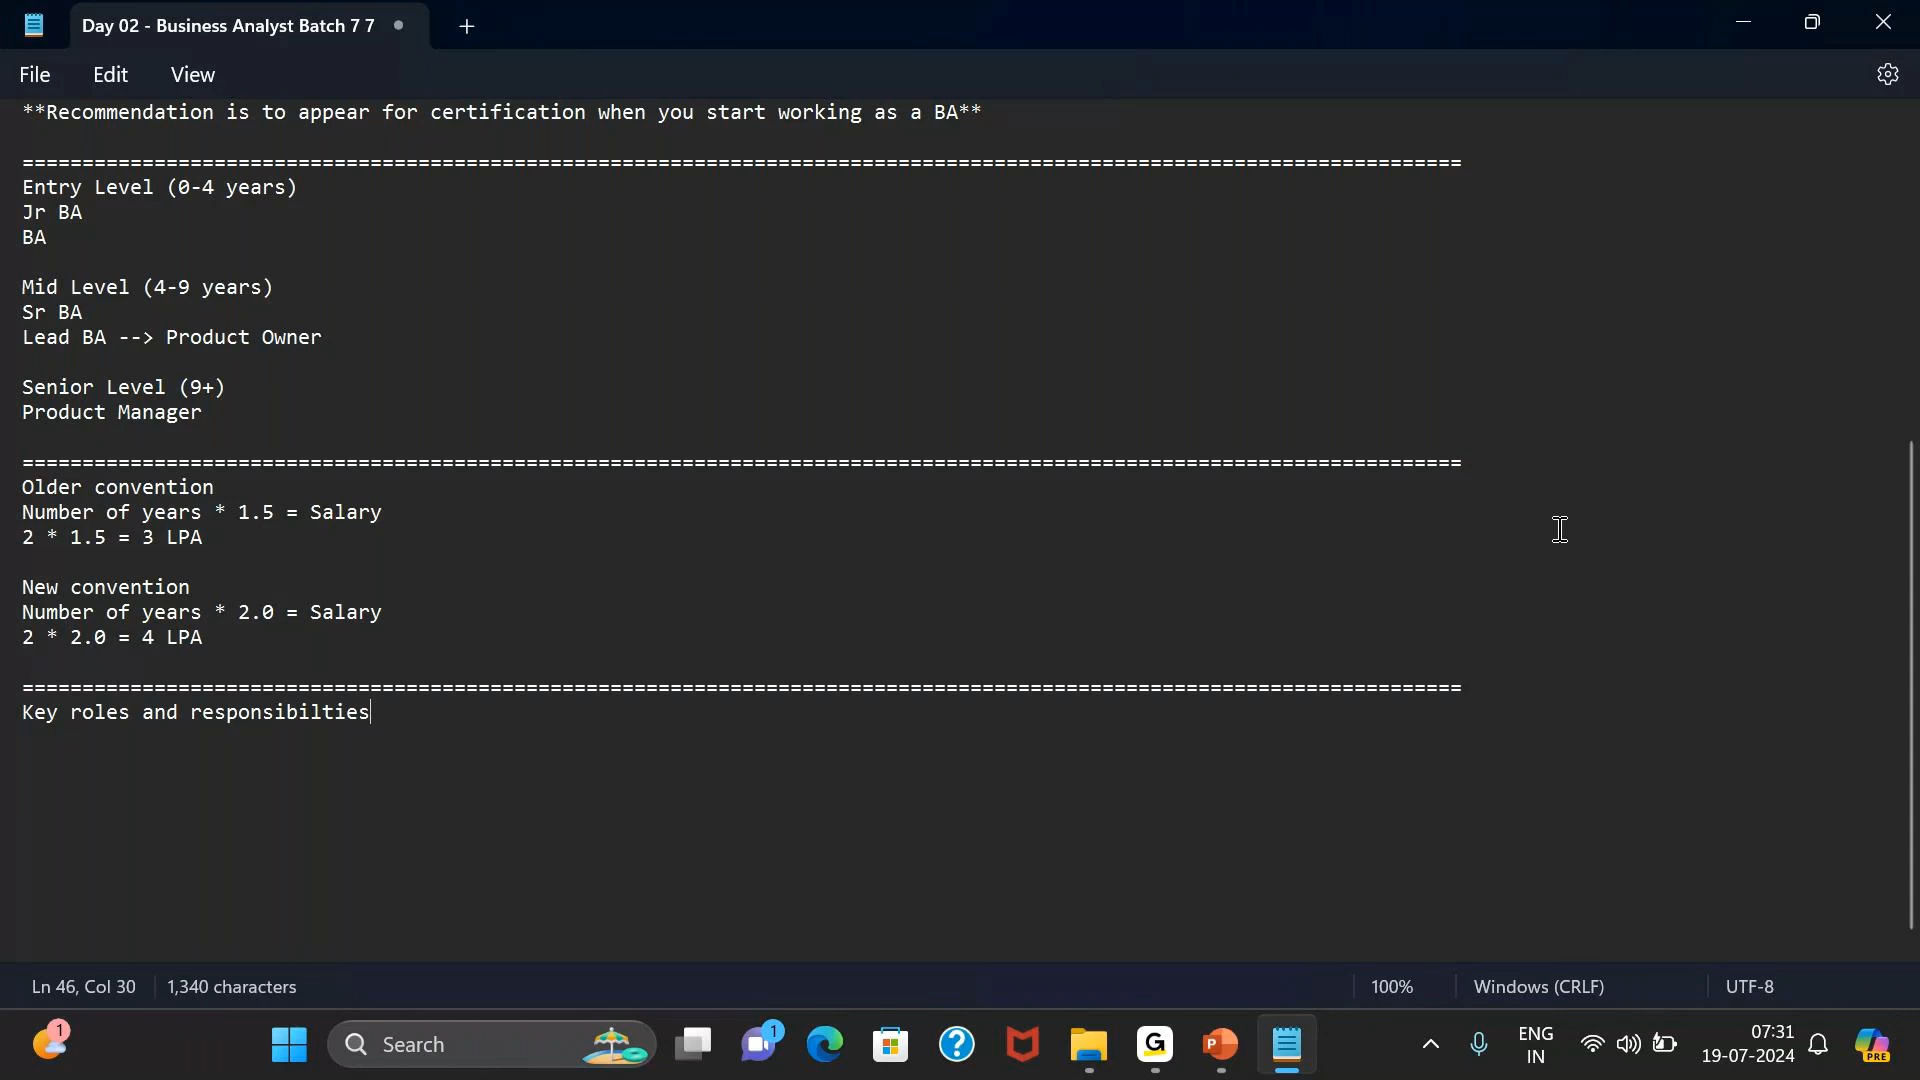 Day 02 - Business Analyst Batch 7 7
File Edit View
**Recommendation is to appear for certification when you start working as a BA**
========================================================================================================================
Entry Level (0-4 years)
Jr BA
BA
Mid Level (4-9 years)
Sr BA
Lead BA --> Product Owner
Senior Level (9+)
Product Manager
========================================================================================================================
Older convention
Number of years * 1.5 = Salary
2 * 1.5 = 3 LPA
New convention
Number of years * 2.0 = Salary
2 * 2.0 = 4 LPA
========================================================================================================================
Key roles and responsibilties
Ln 46, Col 30 1,340 characters 100% Windows (CRLF) UTF-8
1 Search 1 G P ENG 07:31 PRE
IN 19-07-2024